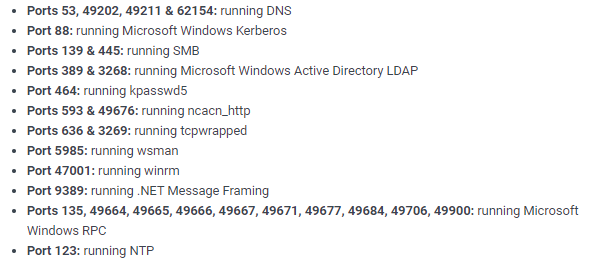 • Ports 53, 49202, 49211 & 62154: running DNS
• Port 88: running Microsoft Windows Kerberos
• Ports 139 & 445: running SMB
• Ports 389 & 3268: running Microsoft Windows Active Directory LDAP
• Port 464: running kpasswd5
• Ports 593 & 49676: running ncacn_http
• Ports 636 & 3269: running tcpwrapped
• Port 5985: running wsman
• Port 47001: running winrm
• Port 9389: running .NET Message Framing
• Ports 135, 49664, 49665, 49666, 49667, 49671, 49677, 49684, 49706, 49900: running Microsoft
Windows RPC
• Port 123: running NTP